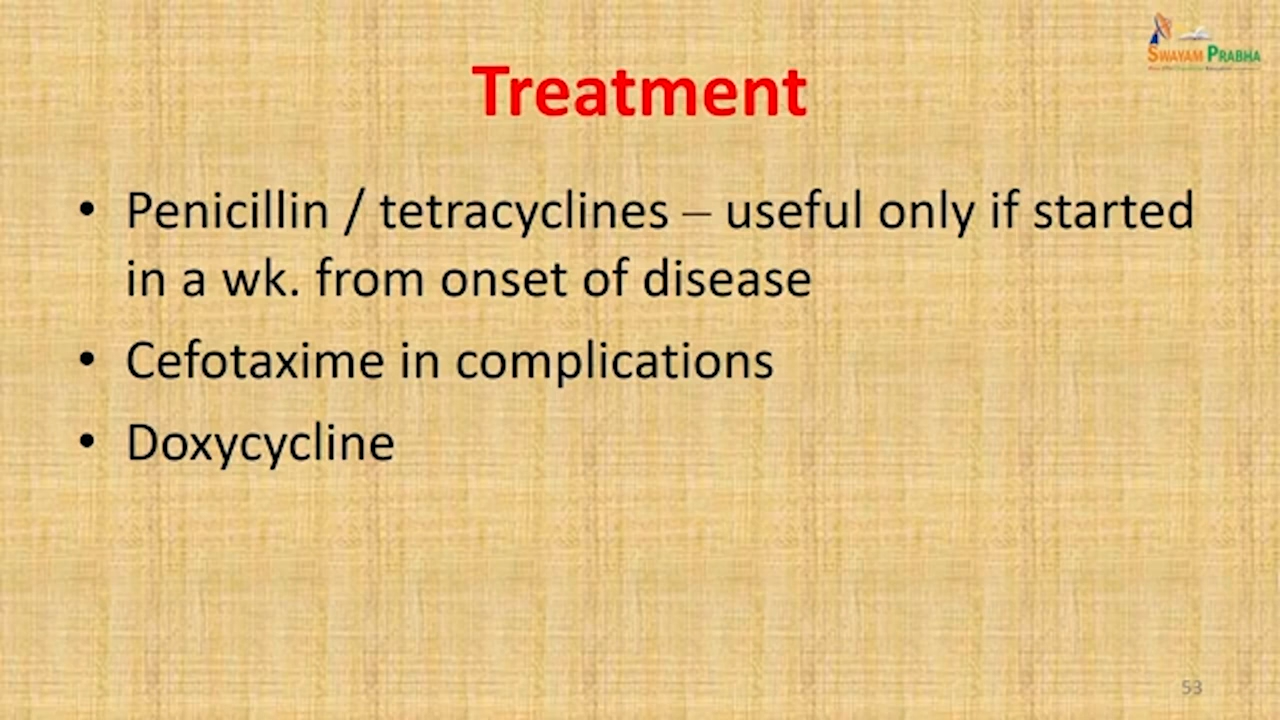 SWAYAM PRABHA
Treatment
• Penicillin / tetracyclines – useful only if started
in a wk. from onset of disease
• Cefotaxime in complications
• Doxycycline
53